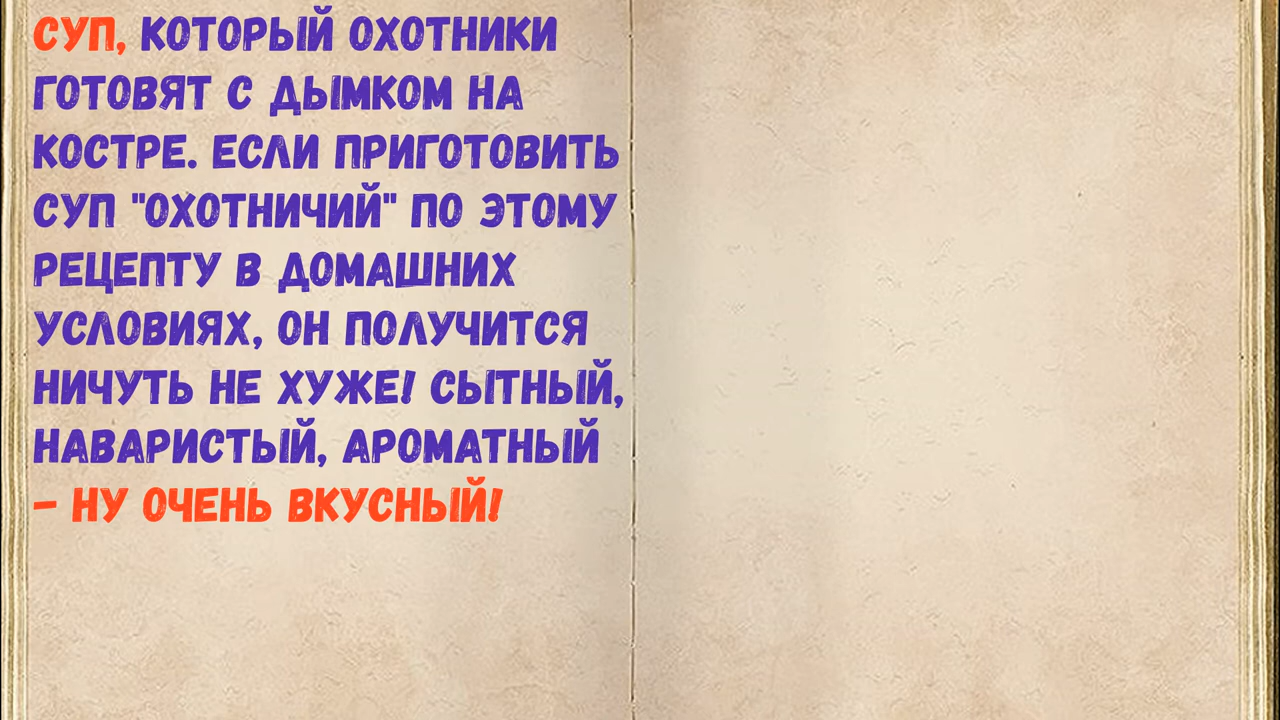 СУП, КОТОРЫЙ ОХОТНИКИ
ГОТОВЯТ С ДЫМКОМ НА
КОСТРЕ. ЕСЛИ ПРИГОТОВИТЬ
СУП "ОХОТНИЧИЙ" ПО ЭТОМУ
РЕЦЕПТУ В ДОМАШНИХ
УСЛОВИЯХ, ОН ПОЛУЧИТСЯ
НИЧУТЬ НЕ ХУЖЕ! СЫТНЫЙ,
НАВАРИСТЫЙ, АРОМАТНЫЙ
– НУ ОЧЕНЬ ВКУСНЫЙ!